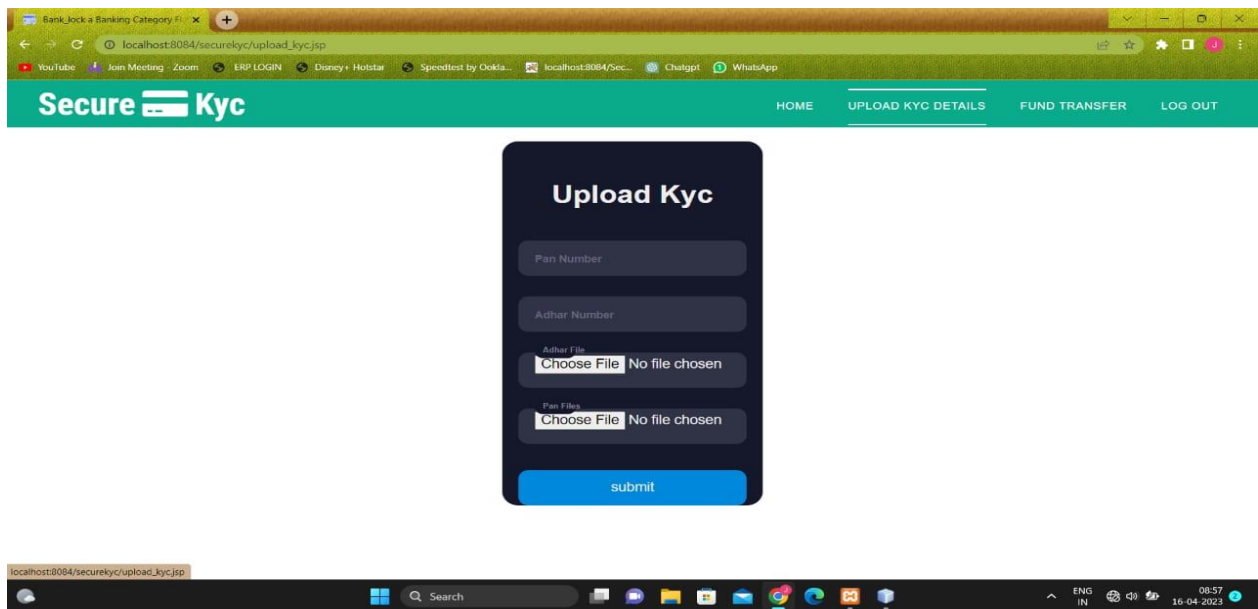 Bank_lock a Banking Category Fl
localhost:8084/securekyc/upload_kyc.jsp
YouTube Join Meeting - Zoom ERP LOGIN Disney+ Hotstar Speedtest by Ookla... localhost:8084/Sec... Chatgpt WhatsApp
Secure Kyc HOME UPLOAD KYC DETAILS FUND TRANSFER LOG OUT
Upload Kyc
Pan Number
Adhar Number
Adhar File
Choose File No file chosen
Pan Files
Choose File No file chosen
submit
localhost:8084/securekyc/upload_kyc.jsp
Search
ENG 08:57
IN 16-04-2023 2